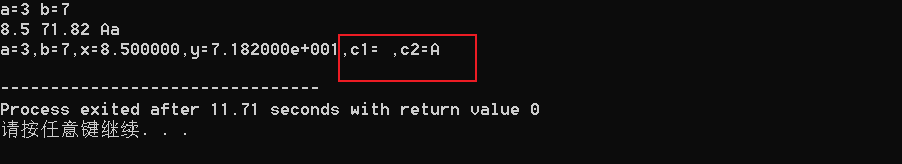 a=3 b=7
8.5 71.82 Aa
a=3,b=7,x=8.500000,y=7.182000e+001,c1= ,c2=A
--------------------------------
Process exited after 11.71 seconds with return value 0
请按任意键继续. . .